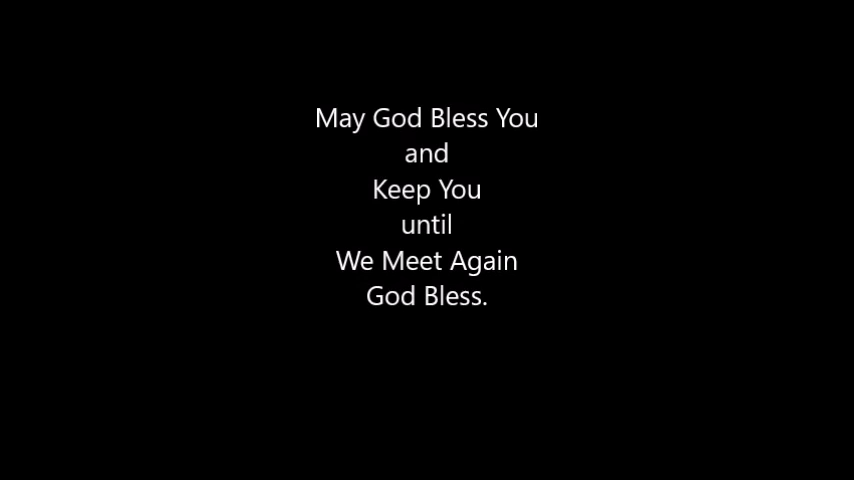 May God Bless You
and
Keep You
until
We Meet Again
God Bless.